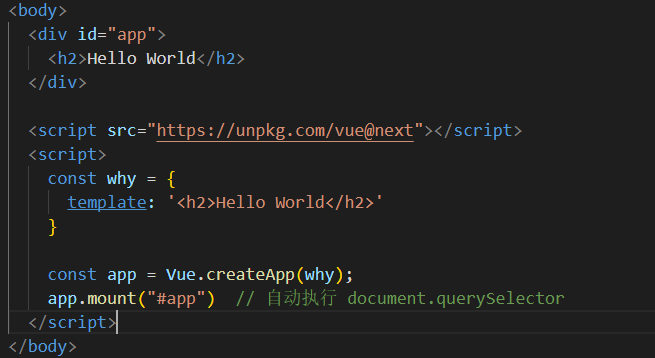 <body>
<div id="app">
<h2>Hello World</h2>
</div>
<script src="https://unpkg.com/vue@next"></script>
<script>
const why = {
template: '<h2>Hello World</h2>'
}
const app = Vue.createApp(why);
app.mount("#app")  // 自动执行 document.querySelector
</script>
</body>